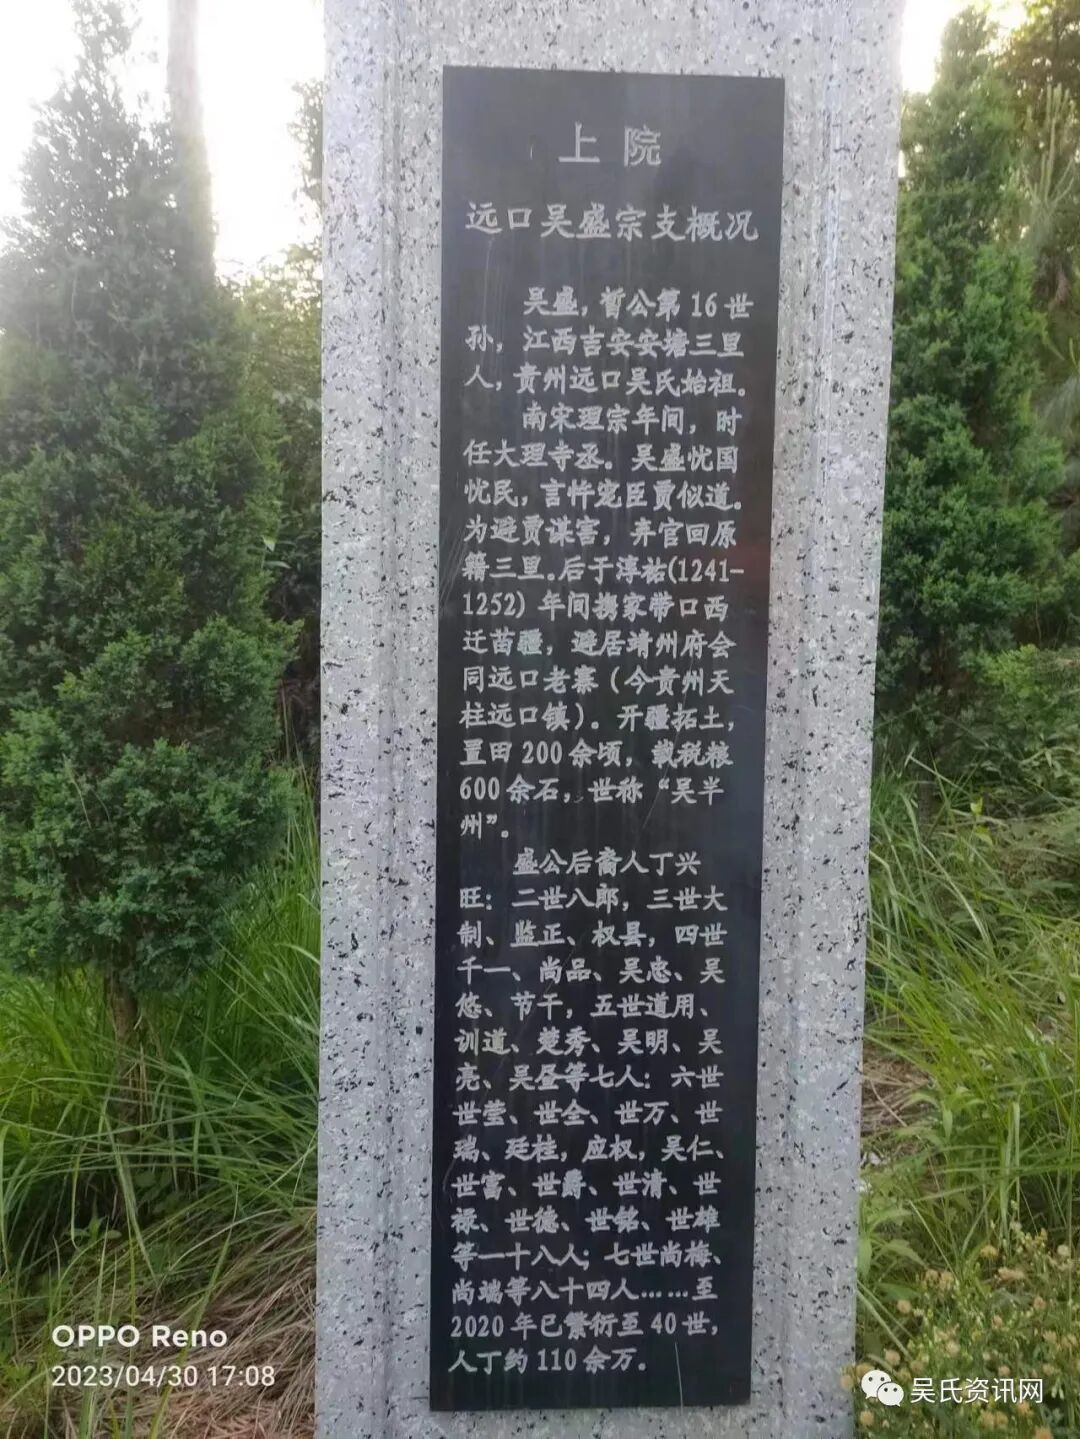 上院
远口吴盛宗支概况
吴盛，晳公第16世
孙，江西吉安安塘三里
人，贵州远口吴氏始祖。
南宋理宗年间，时
任大理寺丞。吴盛忧国
忧民，言忤宠臣贾似道。
为避贾谋害，弃官回原
籍三里。后于淳祐(1241-
1252)年间携家带口西
迁苗疆，避居靖州府会
同远口老寨（今贵州天
柱远口镇）。开疆拓土，
置田200余顷，载税粮
600余石，世称“吴半
州”。
盛公后裔人丁兴
旺：二世八郎，三世大
制、监正、权县，四世
千一、尚品、吴忠、吴
悠、节干，五世道用、
训道、楚秀、吴明、吴
亮、吴昼等七人；六世
世莹、世全、世万、世
瑞、廷桂，应权，吴仁、
世富、世爵、世清、世
禄、世德、世铭、世雄
等一十八人；七世尚梅、
尚端等八十四人……至
2020年已繁衍至40世，
人丁约110余万.
OPPO Reno
2023/04/30 17:08
吴氏资讯网